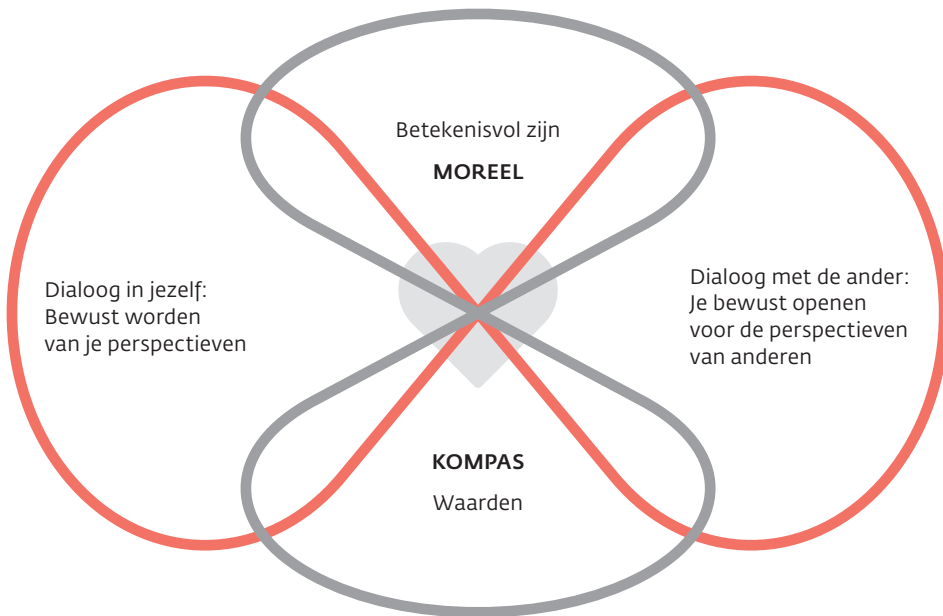 Betekenisvol zijn
MOREEL
Dialoog in jezelf:
Bewust worden
van je perspectieven
Dialoog met de ander:
Je bewust openen
voor de perspectieven
van anderen
KOMPAS
Waarden